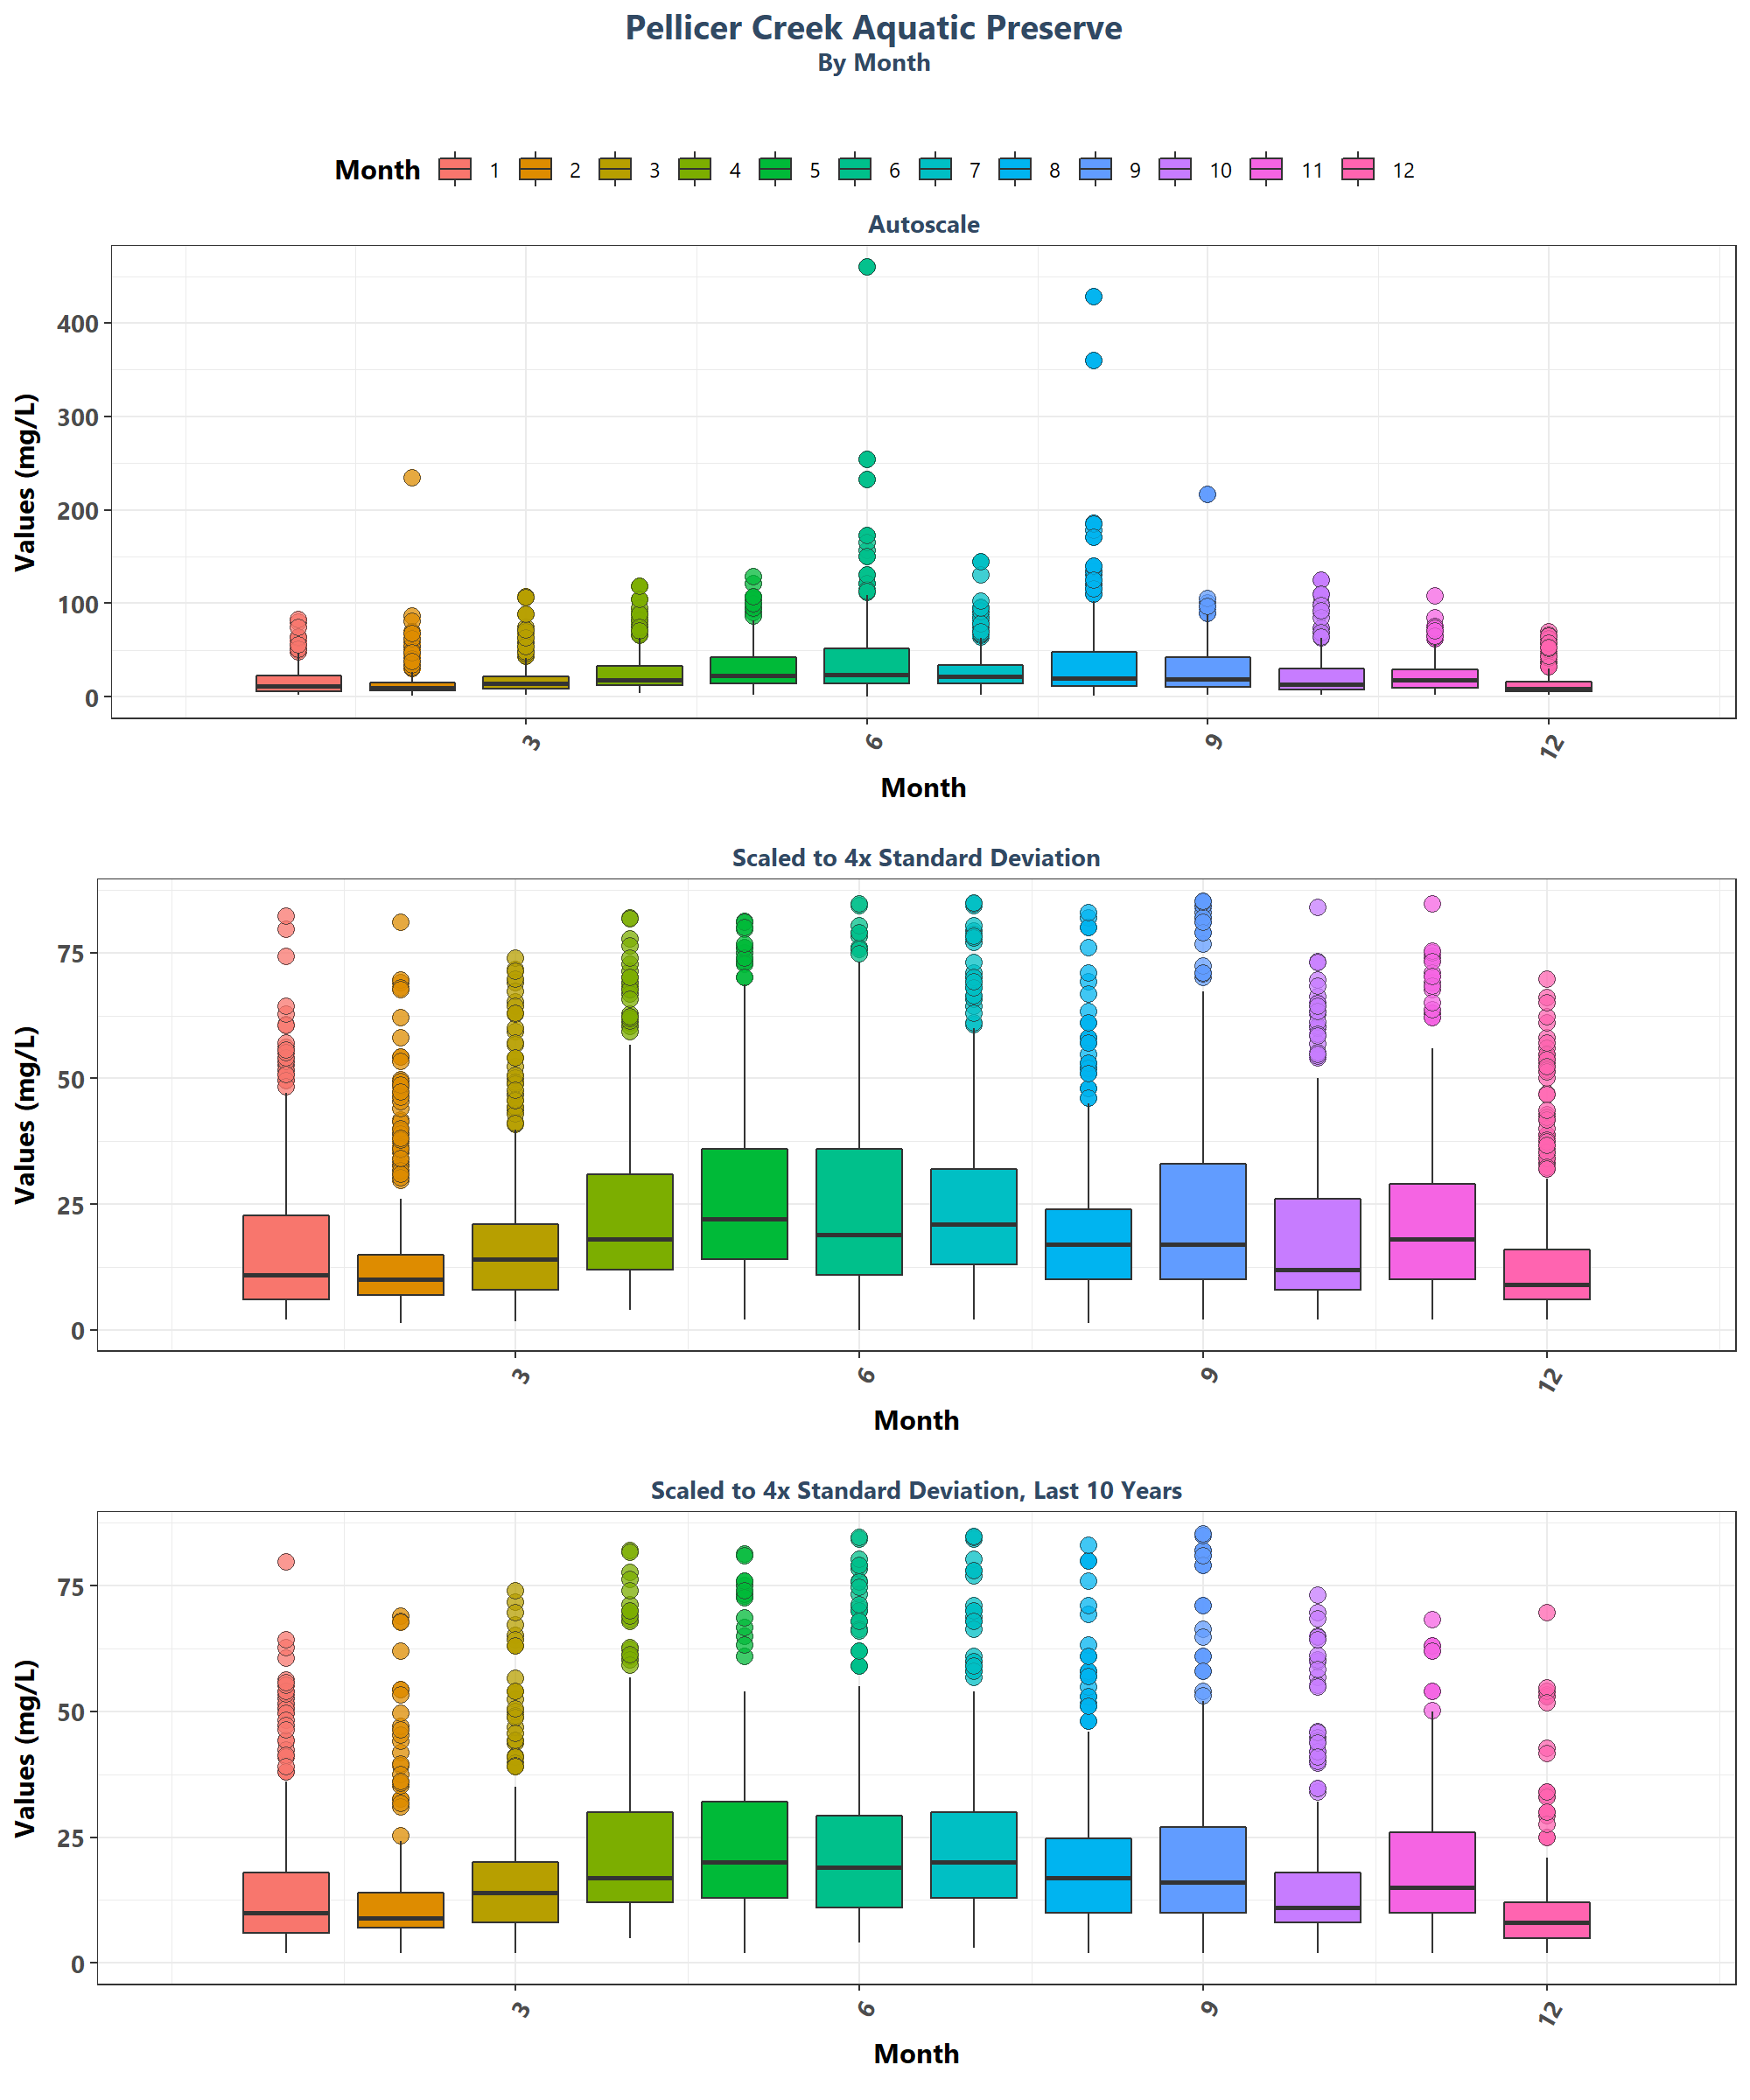 Pellicer Creek Aquatic Preserve
By Month
Month 1 2 3 4 5 6 7 8 9 10 11 12
Autoscale
Values (mg/L)
400
300
200
100
0
3 6 9 12
Month
Scaled to 4x Standard Deviation
Values (mg/L)
75
50
25
0
3 6 9 12
Month
Scaled to 4x Standard Deviation, Last 10 Years
Values (mg/L)
75
50
25
0
3 6 9 12
Month